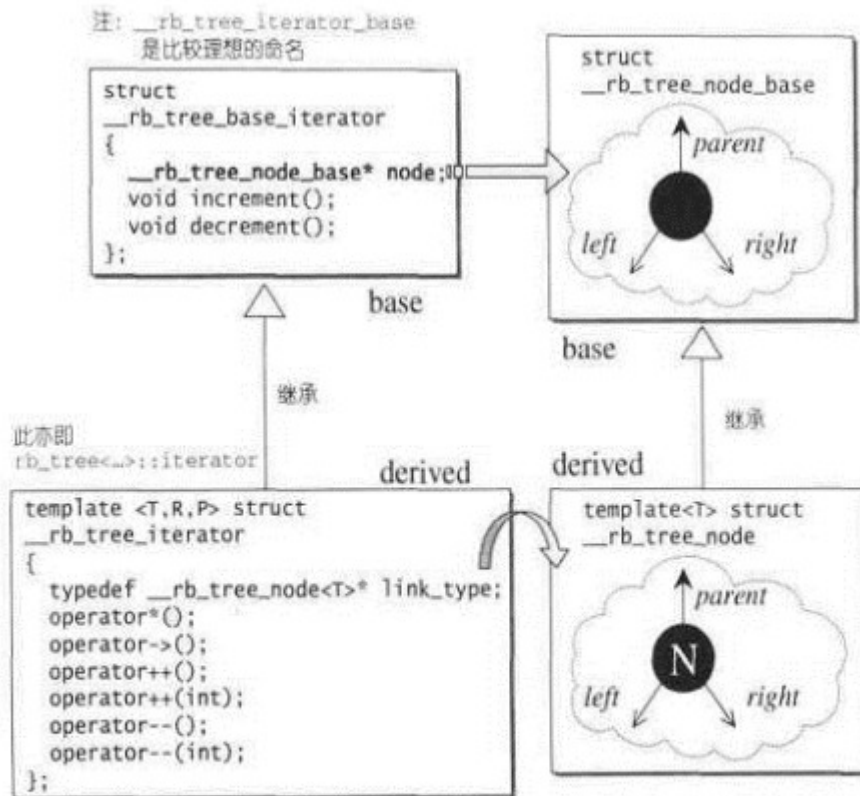 注: __rb_tree_iterator_base
是比较理想的命名
struct
__rb_tree_base_iterator
{
__rb_tree_node_base* node;
void increment();
void decrement();
};
base
struct
__rb_tree_node_base
parent
left
right
base
继承
继承
此亦即
rb_tree<…>::iterator
derived
template <T,R,P> struct
__rb_tree_iterator
{
typedef __rb_tree_node<T>* link_type;
operator*();
operator->();
operator++();
operator++(int);
operator--();
operator--(int);
};
derived
template<T> struct
__rb_tree_node
parent
N
left
right